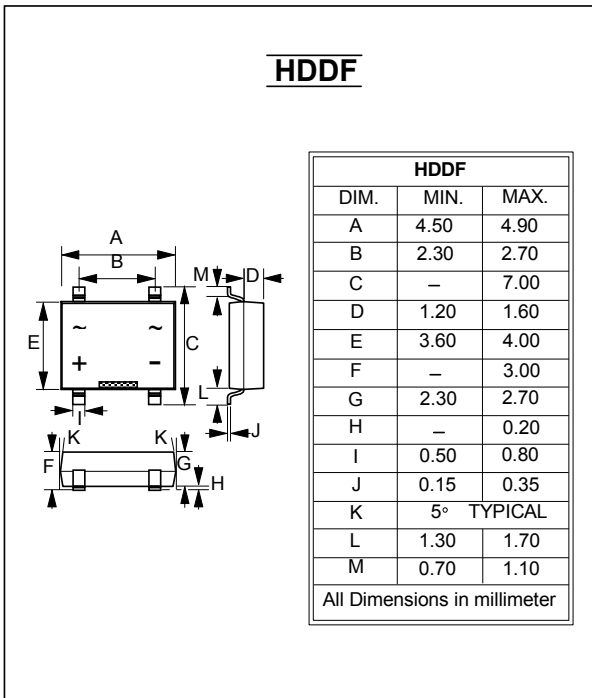 HDDF
A
B
M
D
E
~ ~
+ -
C
L
I
J
K K
F
G
H
HDDF
DIM. MIN. MAX.
A 4.50 4.90
B 2.30 2.70
C – 7.00
D 1.20 1.60
E 3.60 4.00
F – 3.00
G 2.30 2.70
H – 0.20
I 0.50 0.80
J 0.15 0.35
K 5° TYPICAL
L 1.30 1.70
M 0.70 1.10
All Dimensions in millimeter